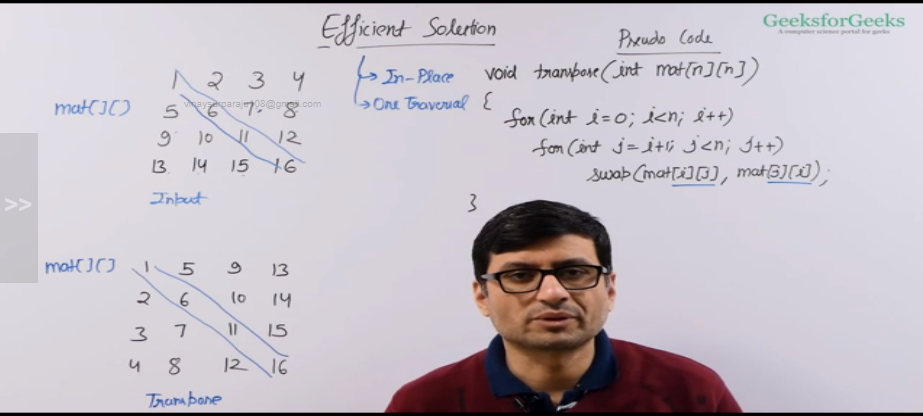 Efficient Solution
GeeksforGeeks
A computer science portal for geeks
In-Place
One Traversal
mat[][]
1 2 3 4
5 6 7 8
9 10 11 12
13 14 15 16
Input
mat[][]
1 5 9 13
2 6 10 14
3 7 11 15
4 8 12 16
Transpose
Pseudo Code
void transpose(int mat[n][n])
{
for(int i=0; i<n; i++)
for(int j=i+1; j<n; j++)
swap(mat[i][j], mat[j][i]);
}
>>